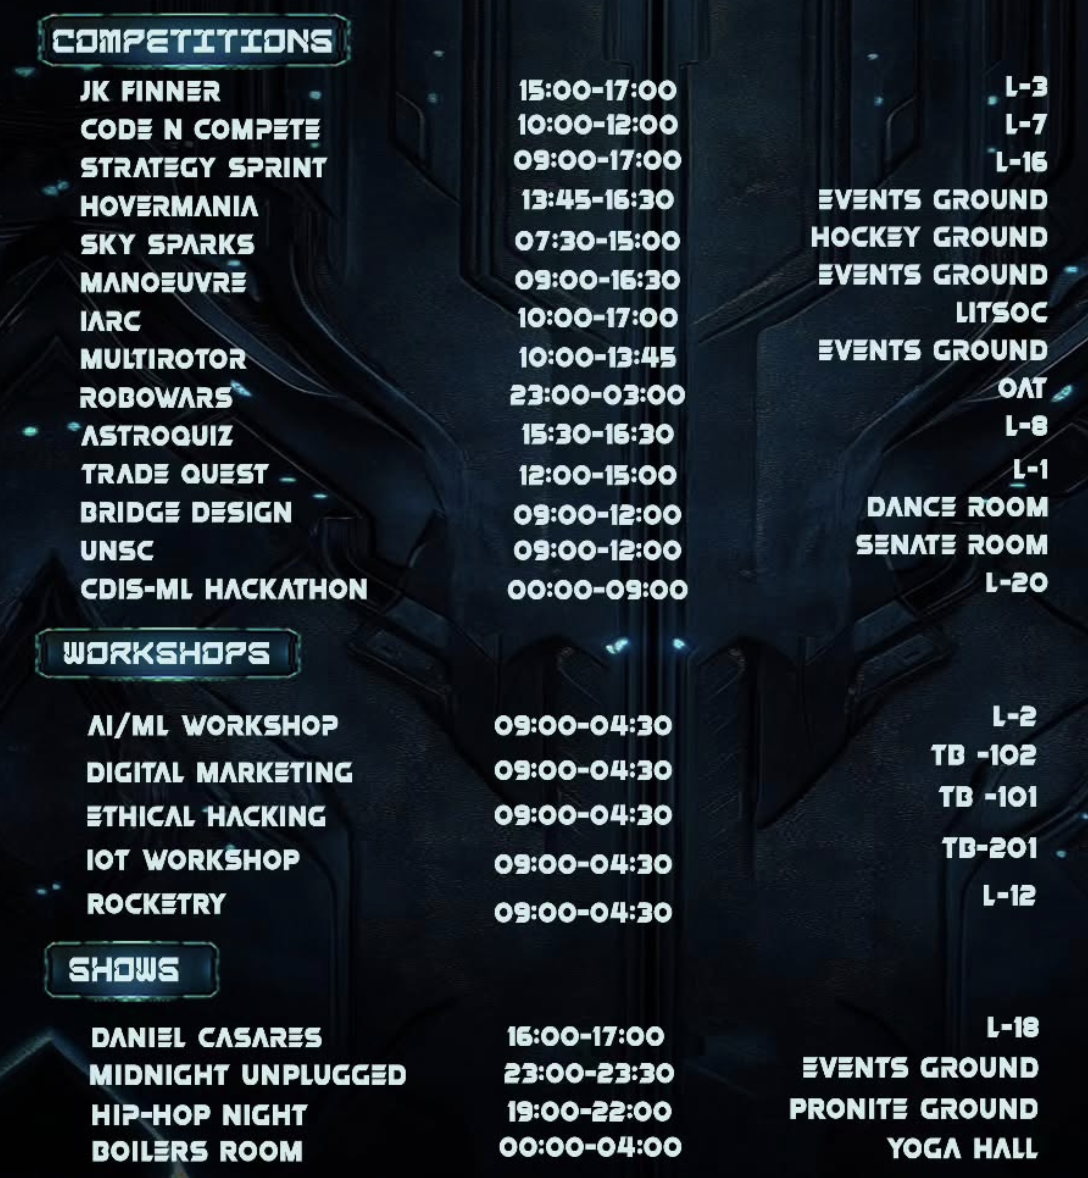 COMPETITIONS
JK FINNER 15:00-17:00 L-3
CODE N COMPETE 10:00-12:00 L-7
STRATEGY SPRINT 09:00-17:00 L-16
HOVERMANIA 13:45-16:30 EVENTS GROUND
SKY SPARKS 07:30-15:00 HOCKEY GROUND
MANOEUVRE 09:00-16:30 EVENTS GROUND
IARC 10:00-17:00 LITSOC
MULTIROTOR 10:00-13:45 EVENTS GROUND
ROBOWARS 23:00-03:00 OAT
ASTROQUIZ 15:30-16:30 L-8
TRADE QUEST 12:00-15:00 L-1
BRIDGE DESIGN 09:00-12:00 DANCE ROOM
UNSC 09:00-12:00 SENATE ROOM
CDIS-ML HACKATHON 00:00-09:00 L-20
WORKSHOPS
AI/ML WORKSHOP 09:00-04:30 L-2
DIGITAL MARKETING 09:00-04:30 TB -102
ETHICAL HACKING 09:00-04:30 TB -101
IOT WORKSHOP 09:00-04:30 TB-201
ROCKETRY 09:00-04:30 L-12
SHOWS
DANIEL CASARES 16:00-17:00 L-18
MIDNIGHT UNPLUGGED 23:00-23:30 EVENTS GROUND
HIP-HOP NIGHT 19:00-22:00 PRONITE GROUND
BOILERS ROOM 00:00-04:00 YOGA HALL